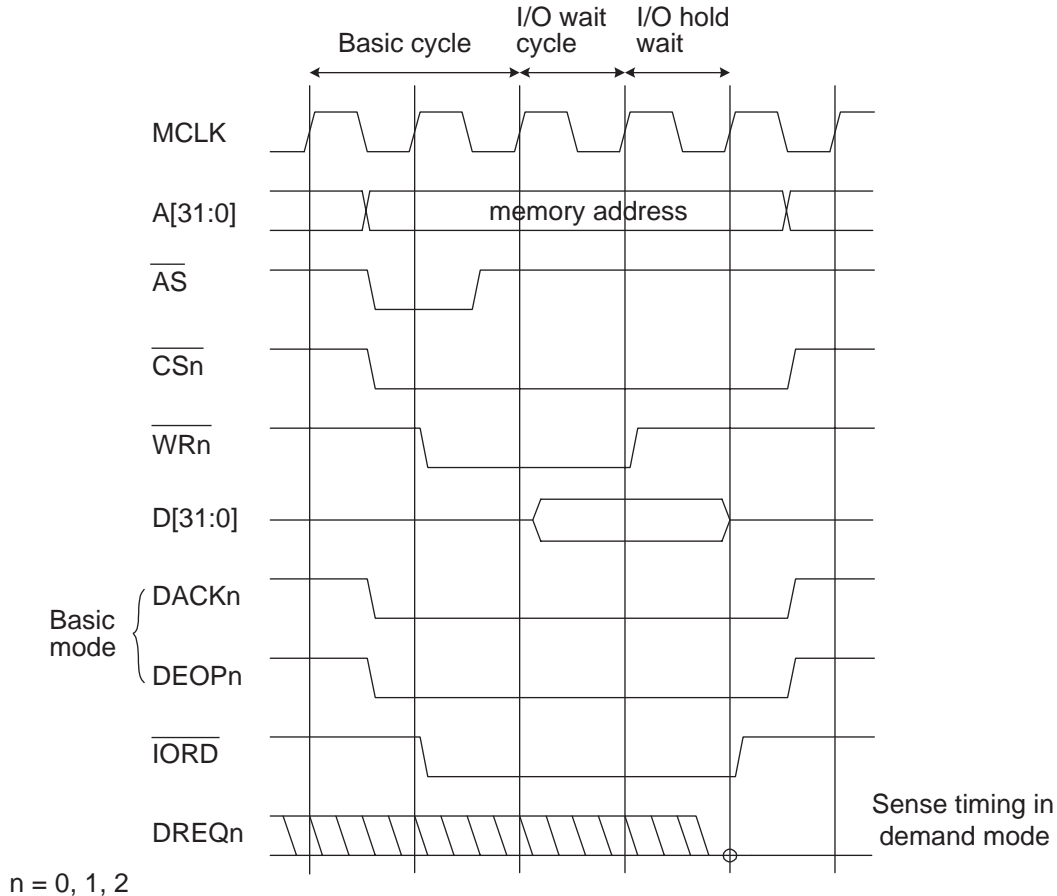 Basic cycle
I/O wait
cycle
I/O hold
wait
MCLK
A[31:0]
memory address
AS
CSn
WRn
D[31:0]
Basic
mode
DACKn
DEOPn
IORD
DREQn
Sense timing in
demand mode
n = 0, 1, 2